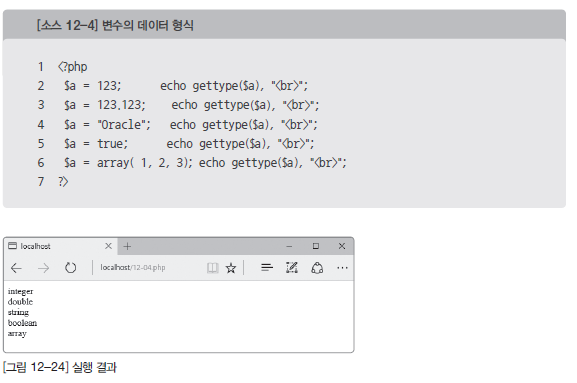 [소스 12-4] 변수의 데이터 형식
1 <?php
2 $a = 123; echo gettype($a), "<br>";
3 $a = 123.123; echo gettype($a), "<br>";
4 $a = "Oracle"; echo gettype($a), "<br>";
5 $a = true; echo gettype($a), "<br>";
6 $a = array( 1, 2, 3); echo gettype($a), "<br>";
7 ?>
localhost
localhost/12-04.php
integer
double
string
boolean
array
[그림 12-24] 실행 결과